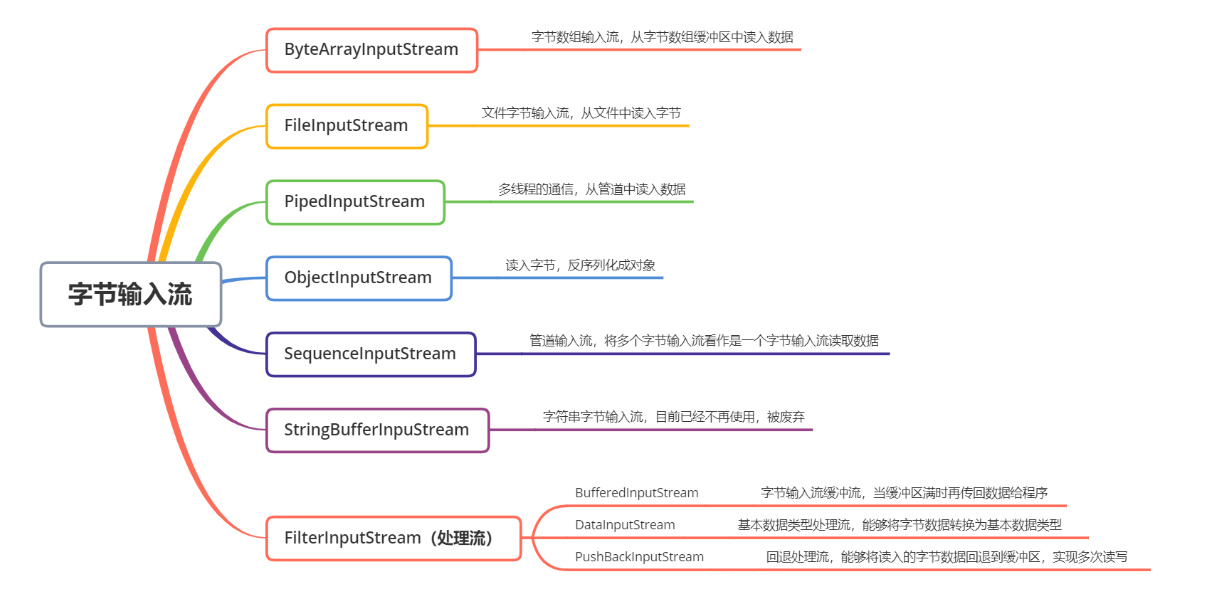 字节输入流
ByteArrayInputStream
字节数组输入流，从字节数组缓冲区中读入数据
FileInputStream
文件字节输入流，从文件中读入字节
PipedInputStream
多线程的通信，从管道中读入数据
ObjectInputStream
读入字节，反序列化成对象
SequenceInputStream
管道输入流，将多个字节输入流看作是一个字节输入流读取数据
StringBufferInpuStream
字符串字节输入流，目前已经不再使用，被废弃
FilterInputStream（处理流）
BufferedInputStream
字节输入流缓冲流，当缓冲区满时再传回数据给程序
DataInputStream
基本数据类型处理流，能够将字节数据转换为基本数据类型
PushBackInputStream
回退处理流，能够将读入的字节数据回退到缓冲区，实现多次读写